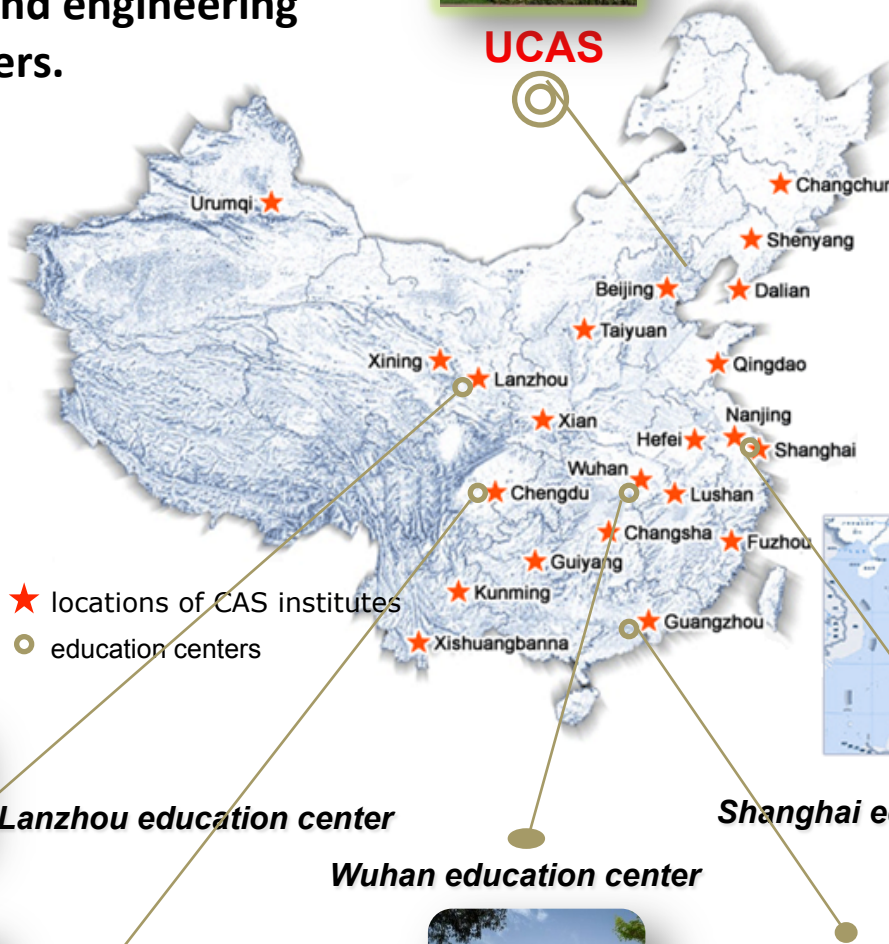 nd engineering
ers.
UCAS
Urumqi
Changchun
Shenyang
Beijing
Dalian
Taiyuan
Xining
Qingdao
Lanzhou
Nanjing
Xian
Hefei
Shanghai
Wuhan
Chengdu
Lushan
Changsha
Fuzhou
Guiyang
locations of CAS institutes
Kunming
Guangzhou
education centers
Xishuangbanna
Lanzhou education center
Shanghai e
Wuhan education center